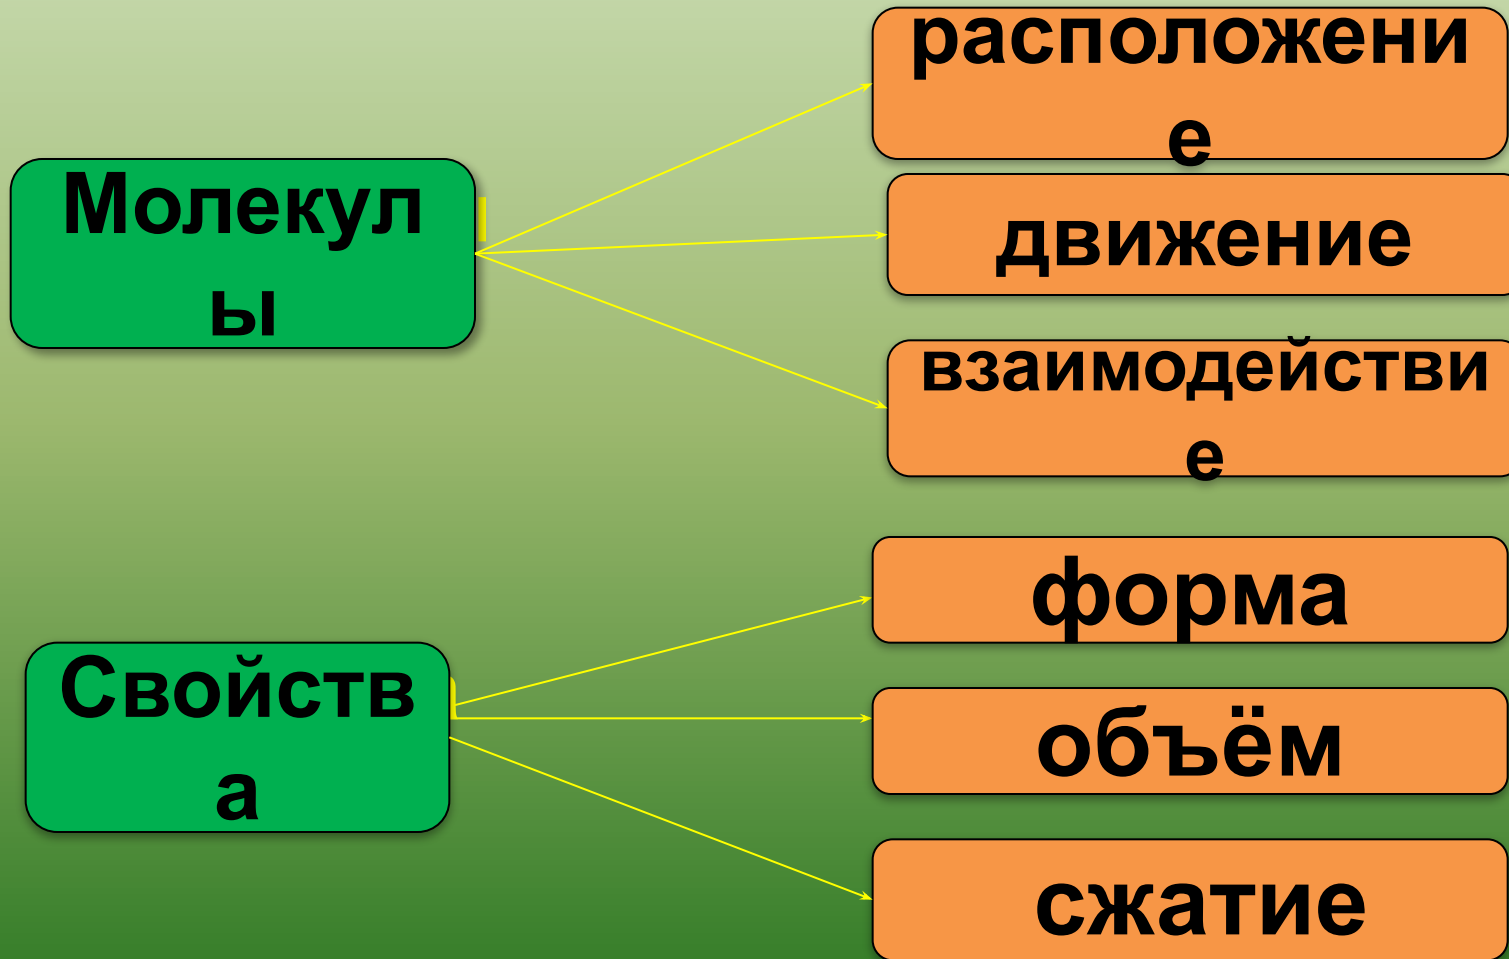 Молекул
ы
расположени
е
движение
взаимодействи
е
Свойств
а
форма
объём
сжатие